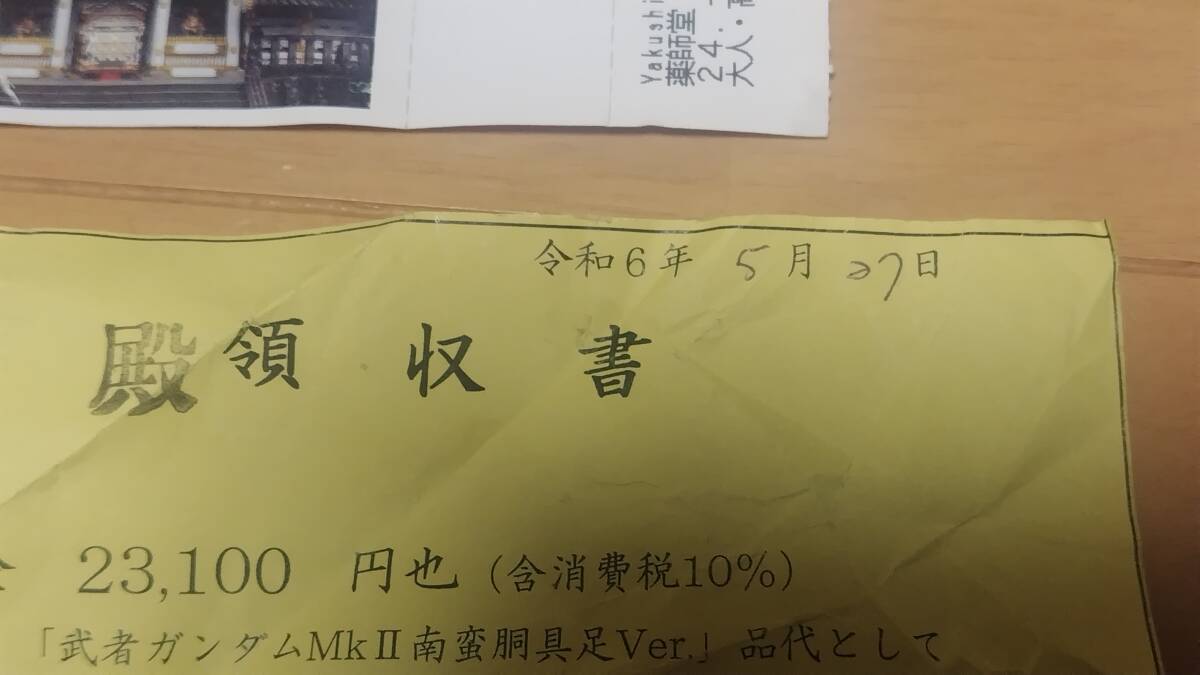 Yakushi
薬師堂
24.
大人・
令和6年 5月 27日
殿 領収書
23,100 円也 (含消費税10%)
「武者ガンダムMkⅡ南蛮胴具足Ver.」品代として